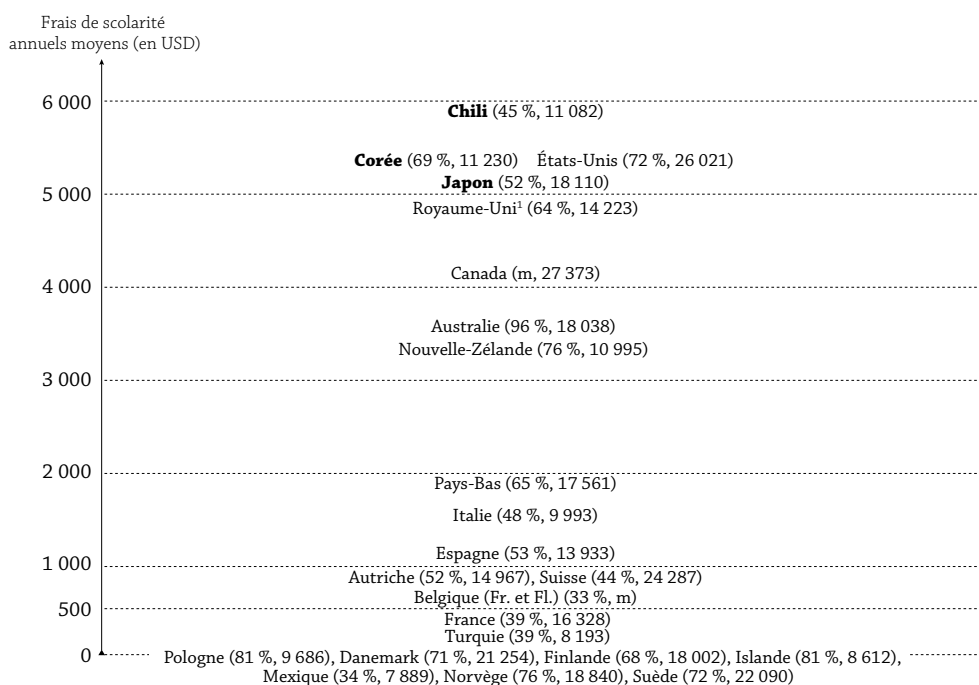 Frais de scolarité
annuels moyens (en USD)
6 000
Chili (45 %, 11 082)
Corée (69 %, 11 230) États-Unis (72 %, 26 021)
Japon (52 %, 18 110)
5 000
Royaume-Uni¹ (64 %, 14 223)
Canada (m, 27 373)
4 000
Australie (96 %, 18 038)
Nouvelle-Zélande (76 %, 10 995)
3 000
2 000
Pays-Bas (65 %, 17 561)
Italie (48 %, 9 993)
Espagne (53 %, 13 933)
1 000
Autriche (52 %, 14 967), Suisse (44 %, 24 287)
Belgique (Fr. et Fl.) (33 %, m)
500
France (39 %, 16 328)
Turquie (39 %, 8 193)
0
Pologne (81 %, 9 686), Danemark (71 %, 21 254), Finlande (68 %, 18 002), Islande (81 %, 8 612),
Mexique (34 %, 7 889), Norvège (76 %, 18 840), Suède (72 %, 22 090)